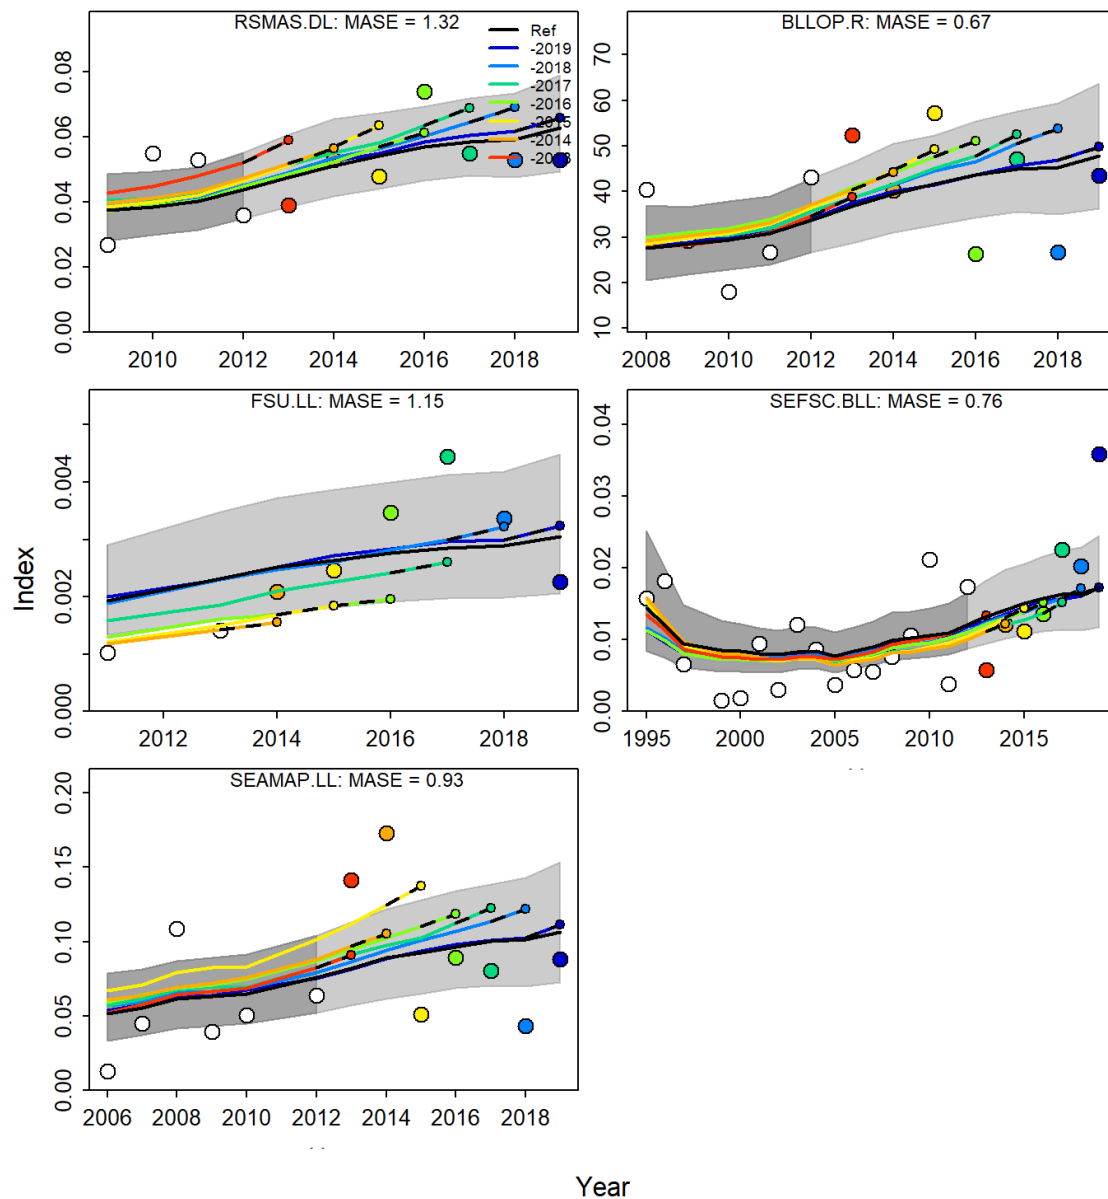 RSMAS.DL: MASE = 1.32
Ref
-2019
-2018
-2017
-2016
-2015
-2014
-2013
0.00 0.02 0.04 0.06 0.08
2010 2012 2014 2016 2018
BLLOP.R: MASE = 0.67
10 20 30 40 50 60 70
2008 2010 2012 2014 2016 2018
FSU.LL: MASE = 1.15
0.000 0.002 0.004
2012 2014 2016 2018
SEFSC.BLL: MASE = 0.76
0.00 0.01 0.02 0.03 0.04
1995 2000 2005 2010 2015
SEAMAP.LL: MASE = 0.93
0.00 0.05 0.10 0.15 0.20
2006 2008 2010 2012 2014 2016 2018
Index
Year